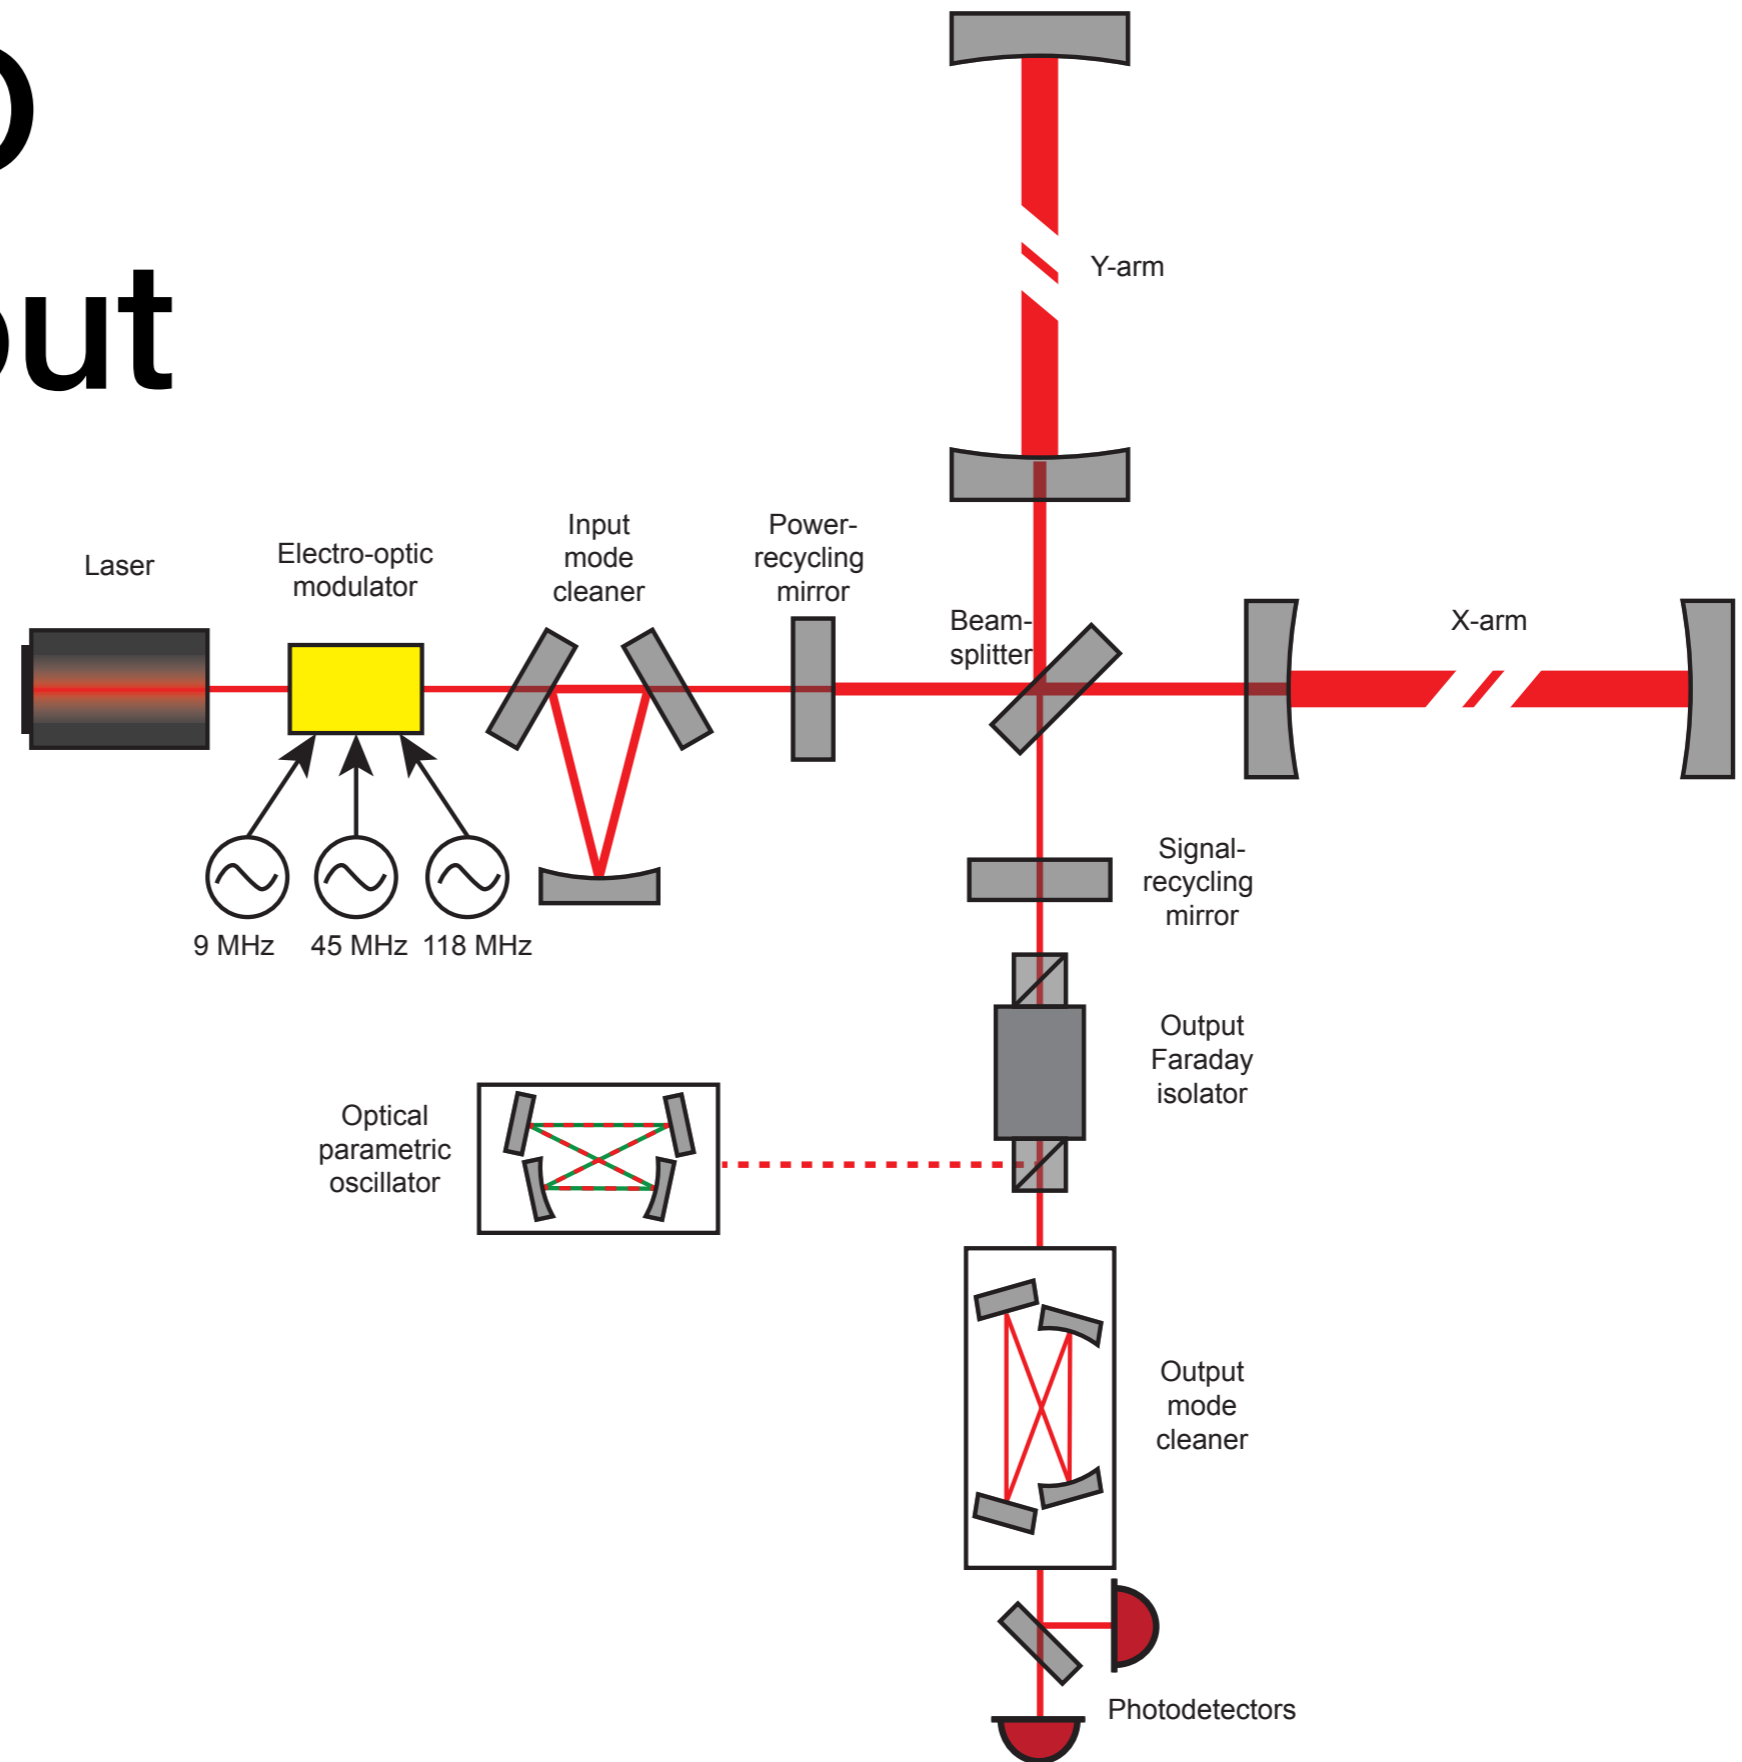 out
Y-arm
Input
mode
cleaner
Power-
recycling
mirror
Electro-optic
modulator
Laser
Beam-
splitter
X-arm
Signal-
recycling
mirror
9 MHz
45 MHz
118 MHz
Output
Faraday
isolator
Optical
parametric
oscillator
Output
mode
cleaner
Photodetectors